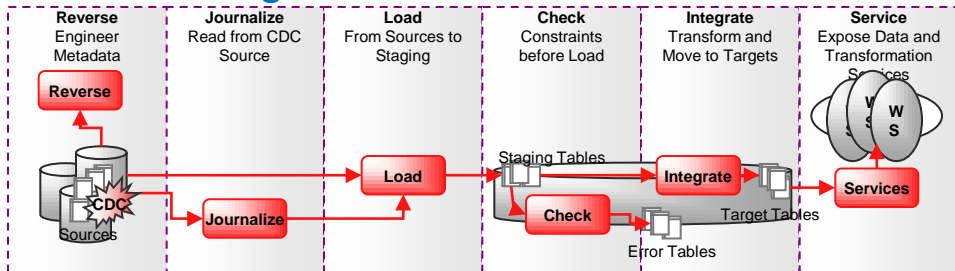 Reverse
Engineer
Metadata
Journalize
Read from CDC
Source
Load
From Sources to
Staging
Check
Constraints
before Load
Integrate
Transform and
Move to Targets
Service
Expose Data and
Transformation
Services
Reverse
CDC
Sources
Journalize
Load
Staging Tables
Check
Error Tables
Integrate
Target Tables
W
S
W
S
Services